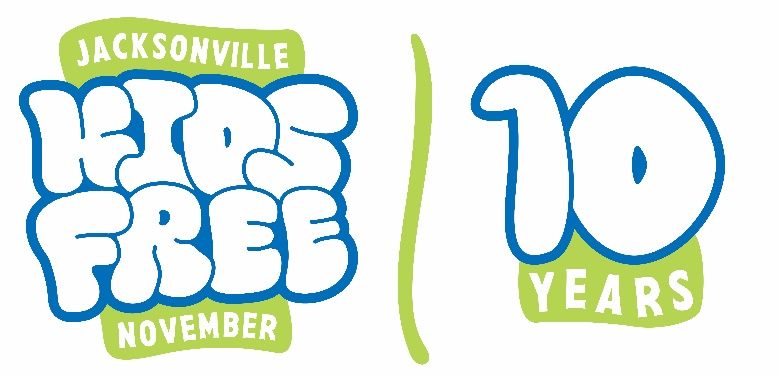 JACKSONVILLE
KIDS
FREE
NOVEMBER
10
YEARS